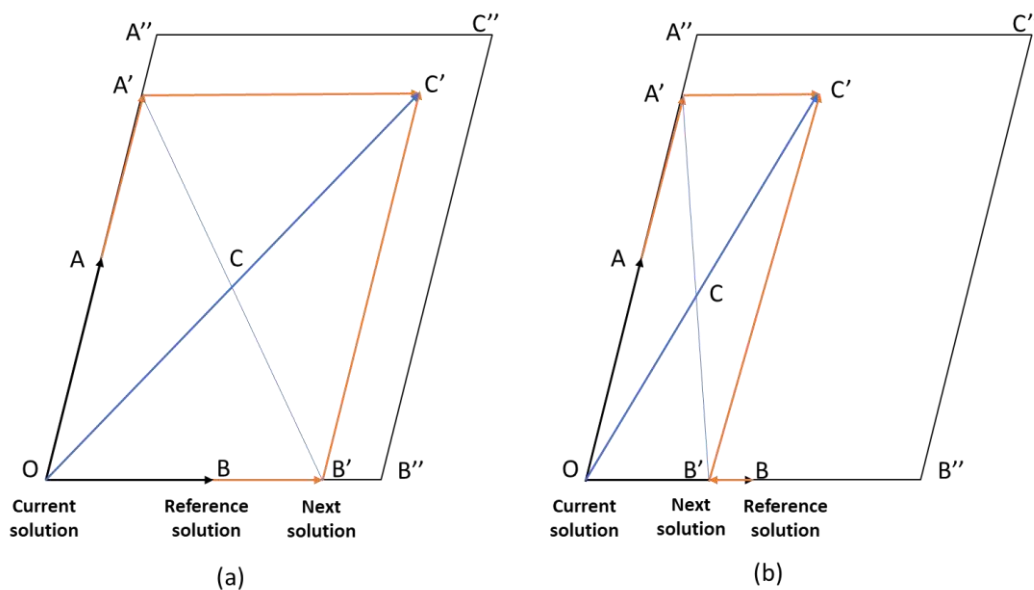 A’’ C’’ A’’ C’
A’ C’ A’ C’
A C A C
O B B’ B’’ O B’ B B’’
Current solution Reference solution Next solution Current solution Next solution Reference solution
(a) (b)